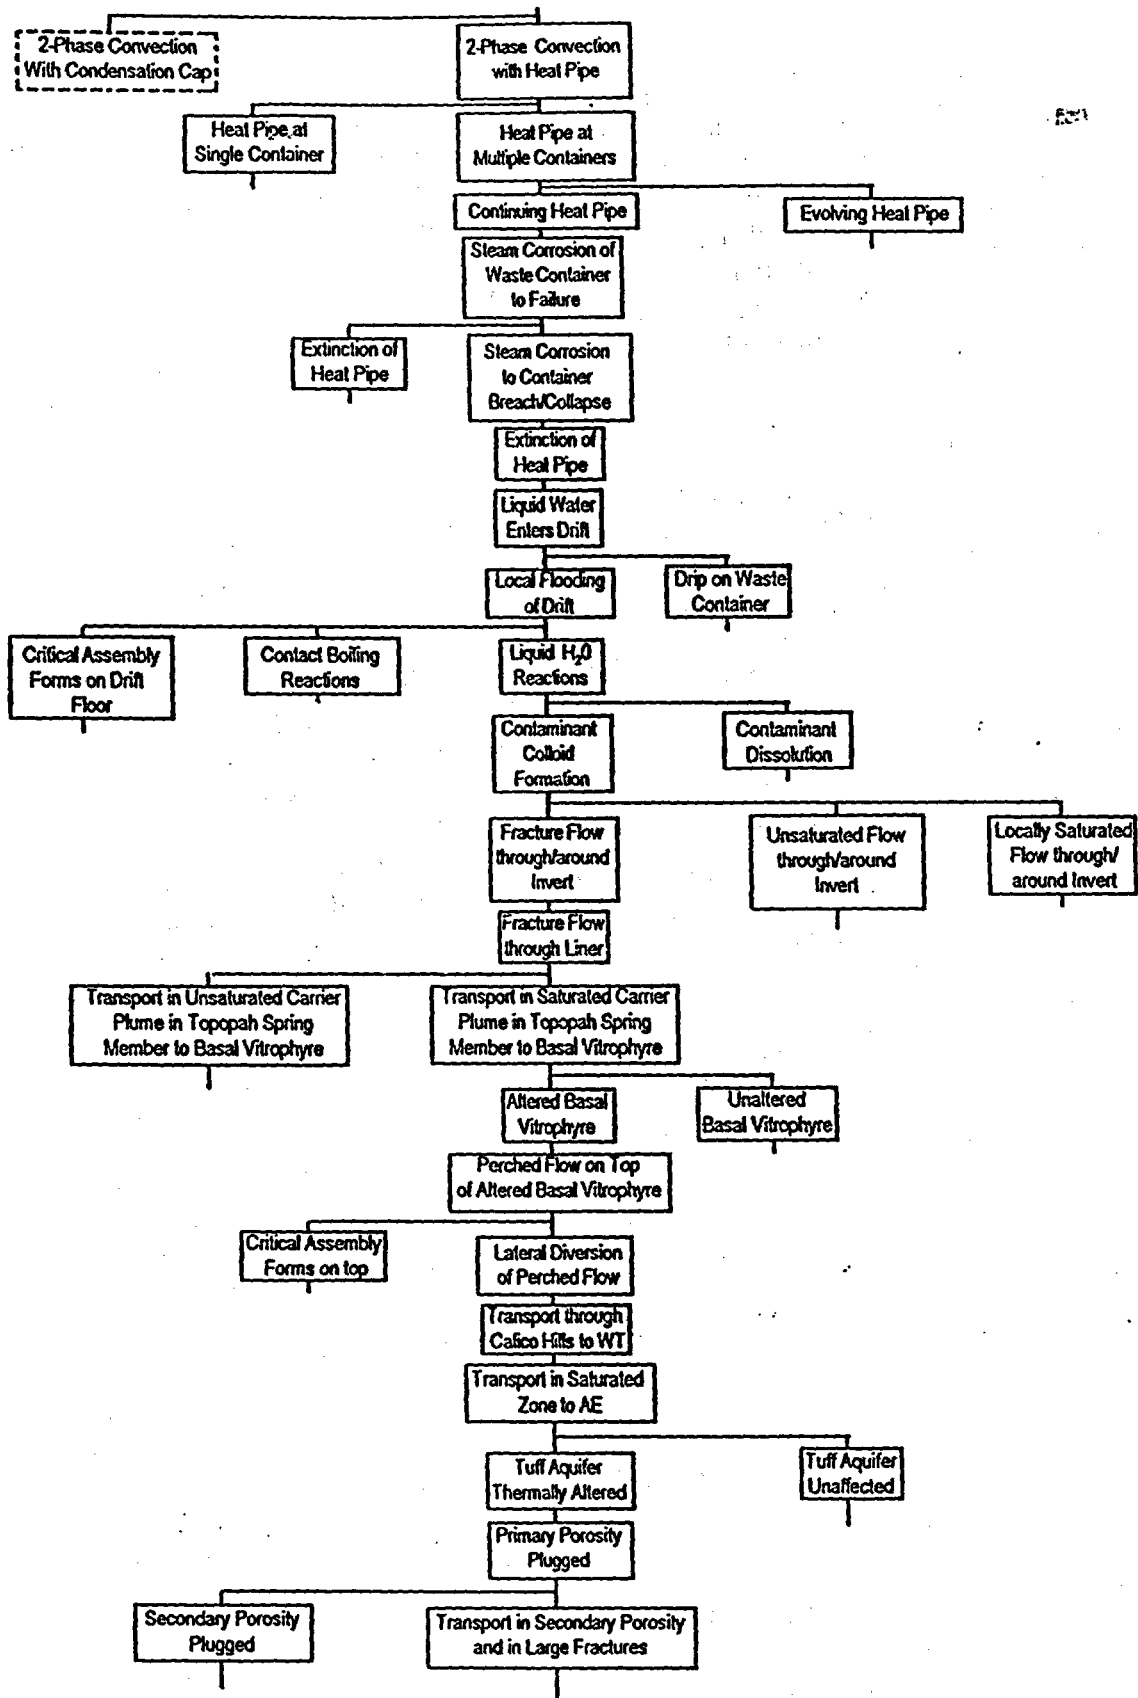 2-Phase Convection
With Condensation Cap
2-Phase Convection
with Heat Pipe
Heat Pipe at
Single Container
Heat Pipe at
Multiple Containers
Continuing Heat Pipe
Evolving Heat Pipe
Steam Corrosion of
Waste Container
to Failure
Extinction of
Heat Pipe
Steam Corrosion
to Container
Breach/Collapse
Extinction of
Heat Pipe
Liquid Water
Enters Drift
Local Flooding
of Drift
Drip on Waste
Container
Critical Assembly
Forms on Drift
Floor
Contact Boiling
Reactions
Liquid H₂0
Reactions
Contaminant
Colloid
Formation
Contaminant
Dissolution
Fracture Flow
through/around
Invert
Unsaturated Flow
through/around
Invert
Locally Saturated
Flow through/
around Invert
Fracture Flow
through Liner
Transport in Unsaturated Carrier
Plume in Topopah Spring
Member to Basal Vitrophyre
Transport in Saturated Carrier
Plume in Topopah Spring
Member to Basal Vitrophyre
Altered Basal
Vitrophyre
Unaltered
Basal Vitrophyre
Perched Flow on Top
of Altered Basal Vitrophyre
Critical Assembly
Forms on top
Lateral Diversion
of Perched Flow
Transport through
Calico Hills to WT
Transport in Saturated
Zone to AE
Tuff Aquifer
Thermally Altered
Tuff Aquifer
Unaffected
Primary Porosity
Plugged
Secondary Porosity
Plugged
Transport in Secondary Porosity
and in Large Fractures